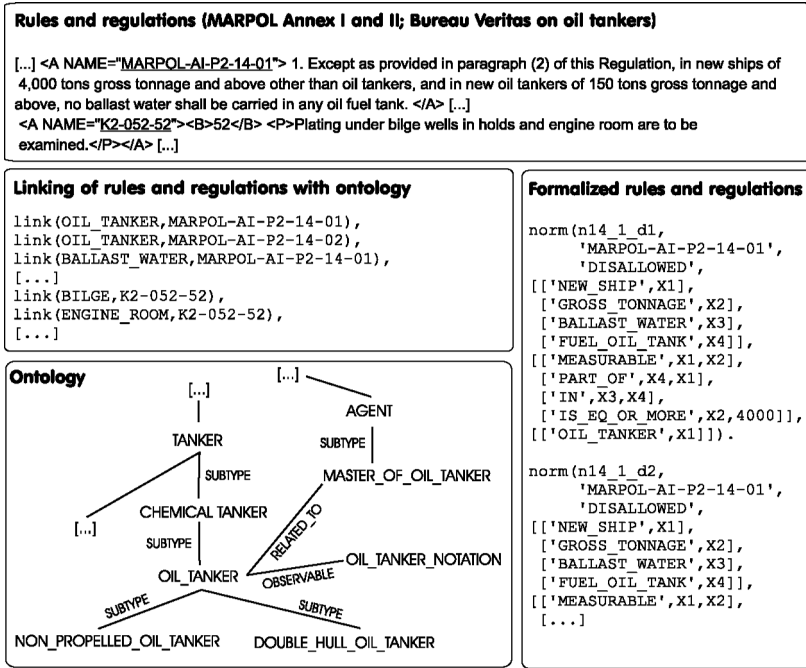 Rules and regulations (MARPOL Annex I and II; Bureau Veritas on oil tankers)
[...] <A NAME="MARPOL-AI-P2-14-01"> 1. Except as provided in paragraph (2) of this Regulation, in new ships of
4,000 tons gross tonnage and above other than oil tankers, and in new oil tankers of 150 tons gross tonnage and
above, no ballast water shall be carried in any oil fuel tank. </A> [...]
<A NAME="K2-052-52"><B>52</B> <P>Plating under bilge wells in holds and engine room are to be
examined.</P></A> [...]
Linking of rules and regulations with ontology
link(OIL_TANKER,MARPOL-AI-P2-14-01),
link(OIL_TANKER,MARPOL-AI-P2-14-02),
link(BALLAST_WATER,MARPOL-AI-P2-14-01),
[...]
link(BILGE,K2-052-52),
link(ENGINE_ROOM,K2-052-52),
[...]
Ontology
[...]
[...]
AGENT
TANKER
SUBTYPE
SUBTYPE
MASTER_OF_OIL_TANKER
[...]
CHEMICAL TANKER
SUBTYPE
RELATED_TO
OIL_TANKER_NOTATION
OIL_TANKER
OBSERVABLE
SUBTYPE
SUBTYPE
NON_PROPELLED_OIL_TANKER
DOUBLE_HULL_OIL_TANKER
Formalized rules and regulations
norm(n14_1_d1,
'MARPOL-AI-P2-14-01',
'DISALLOWED',
[['NEW_SHIP',X1],
['GROSS_TONNAGE',X2],
['BALLAST_WATER',X3],
['FUEL_OIL_TANK',X4]],
[['MEASURABLE',X1,X2],
['PART_OF',X4,X1],
['IN',X3,X4],
['IS_EQ_OR_MORE',X2,4000]],
[['OIL_TANKER',X1]]).
norm(n14_1_d2,
'MARPOL-AI-P2-14-01',
'DISALLOWED',
[['NEW_SHIP',X1],
['GROSS_TONNAGE',X2],
['BALLAST_WATER',X3],
['FUEL_OIL_TANK',X4]],
[['MEASURABLE',X1,X2],
[...]